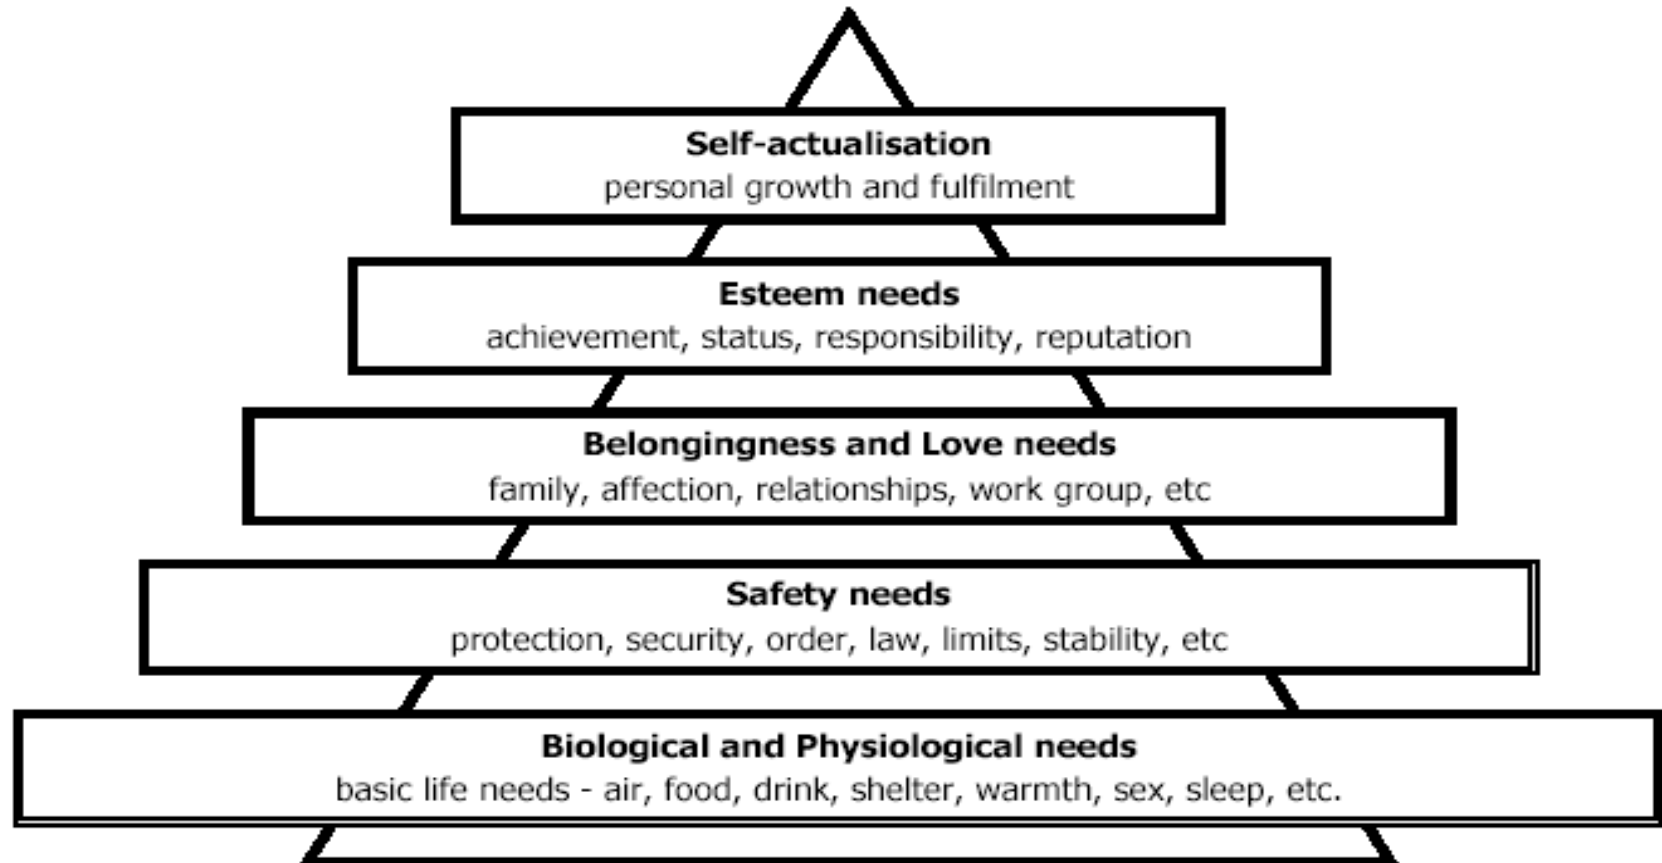 Self-actualisation
personal growth and fulfilment
Esteem needs
achievement, status, responsibility, reputation
Belongingness and Love needs
family, affection, relationships, work group, etc
Safety needs
protection, security, order, law, limits, stability, etc
Biological and Physiological needs
basic life needs - air, food, drink, shelter, warmth, sex, sleep, etc.